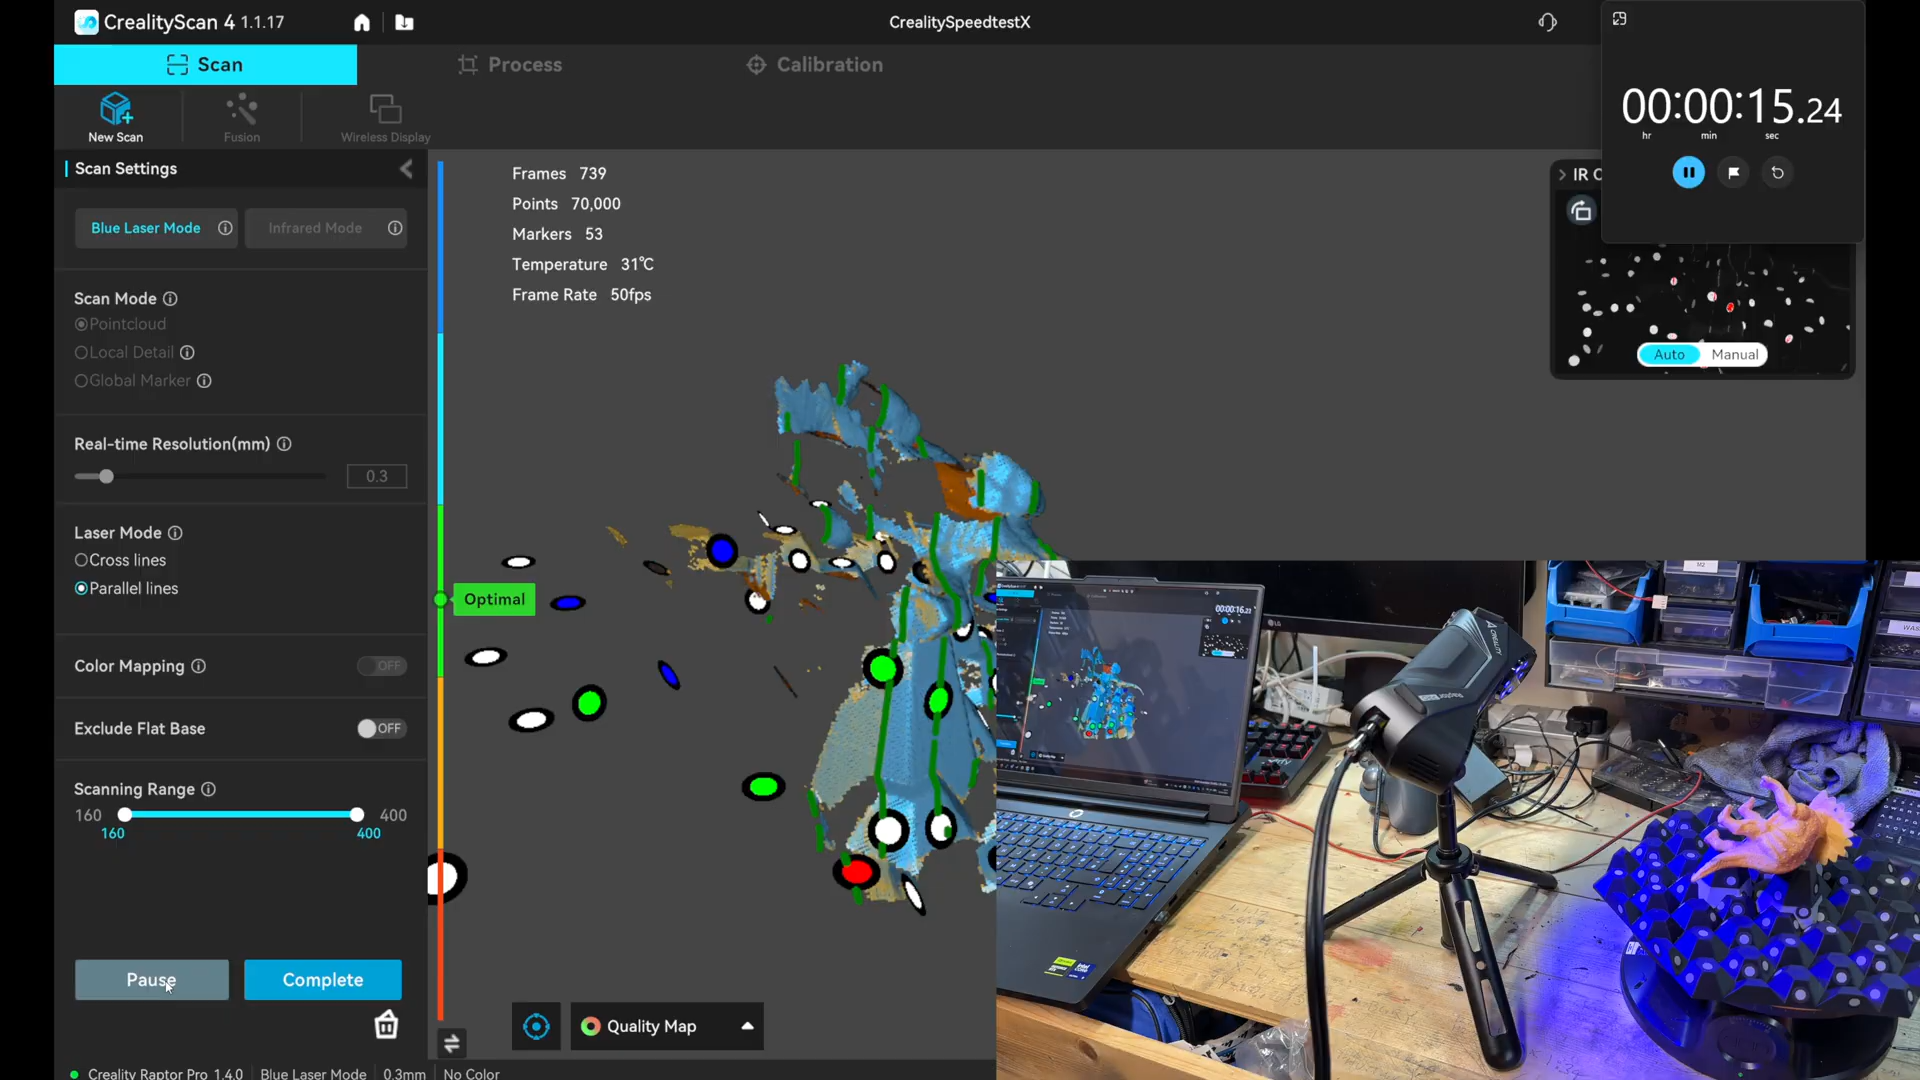 CrealityScan 4 1.1.17
CrealitySpeedtestX
Scan
Process
Calibration
New Scan
Fusion
Wireless Display
00:00:15.24
hr min sec
Scan Settings
Blue Laser Mode
Infrared Mode
Frames 739
Points 70,000
Markers 53
Temperature 31℃
Frame Rate 50fps
IR
Auto
Manual
Scan Mode
Pointcloud
Local Detail
Global Marker
Real-time Resolution(mm)
0.3
Laser Mode
Cross lines
Parallel lines
Optimal
Color Mapping
OFF
Exclude Flat Base
OFF
Scanning Range
160
400
160
400
Pause
Complete
Quality Map
Creality Raptor Pro 1.4.0
Blue Laser Mode
0.3mm
No Color
LG
M2
CREALITY